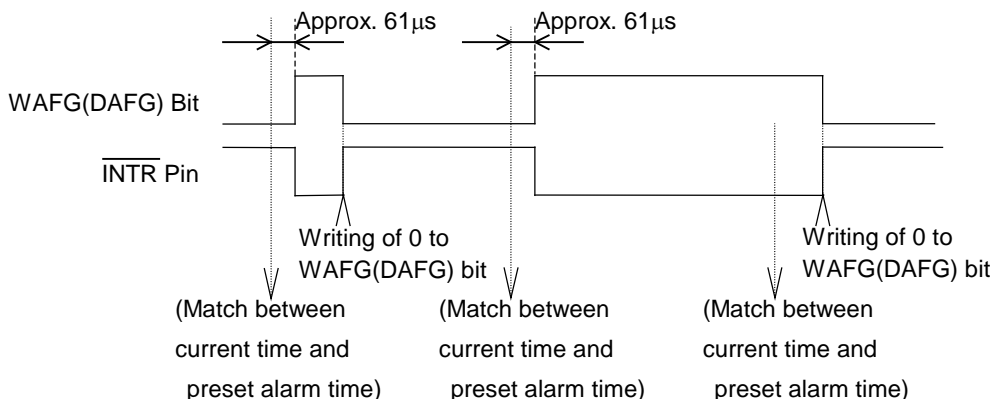 Approx. 61μs
Approx. 61μs
WAFG(DAFG) Bit
INTR Pin
Writing of 0 to
WAFG(DAFG) bit
Writing of 0 to
WAFG(DAFG) bit
(Match between
current time and
preset alarm time)
(Match between
current time and
preset alarm time)
(Match between
current time and
preset alarm time)